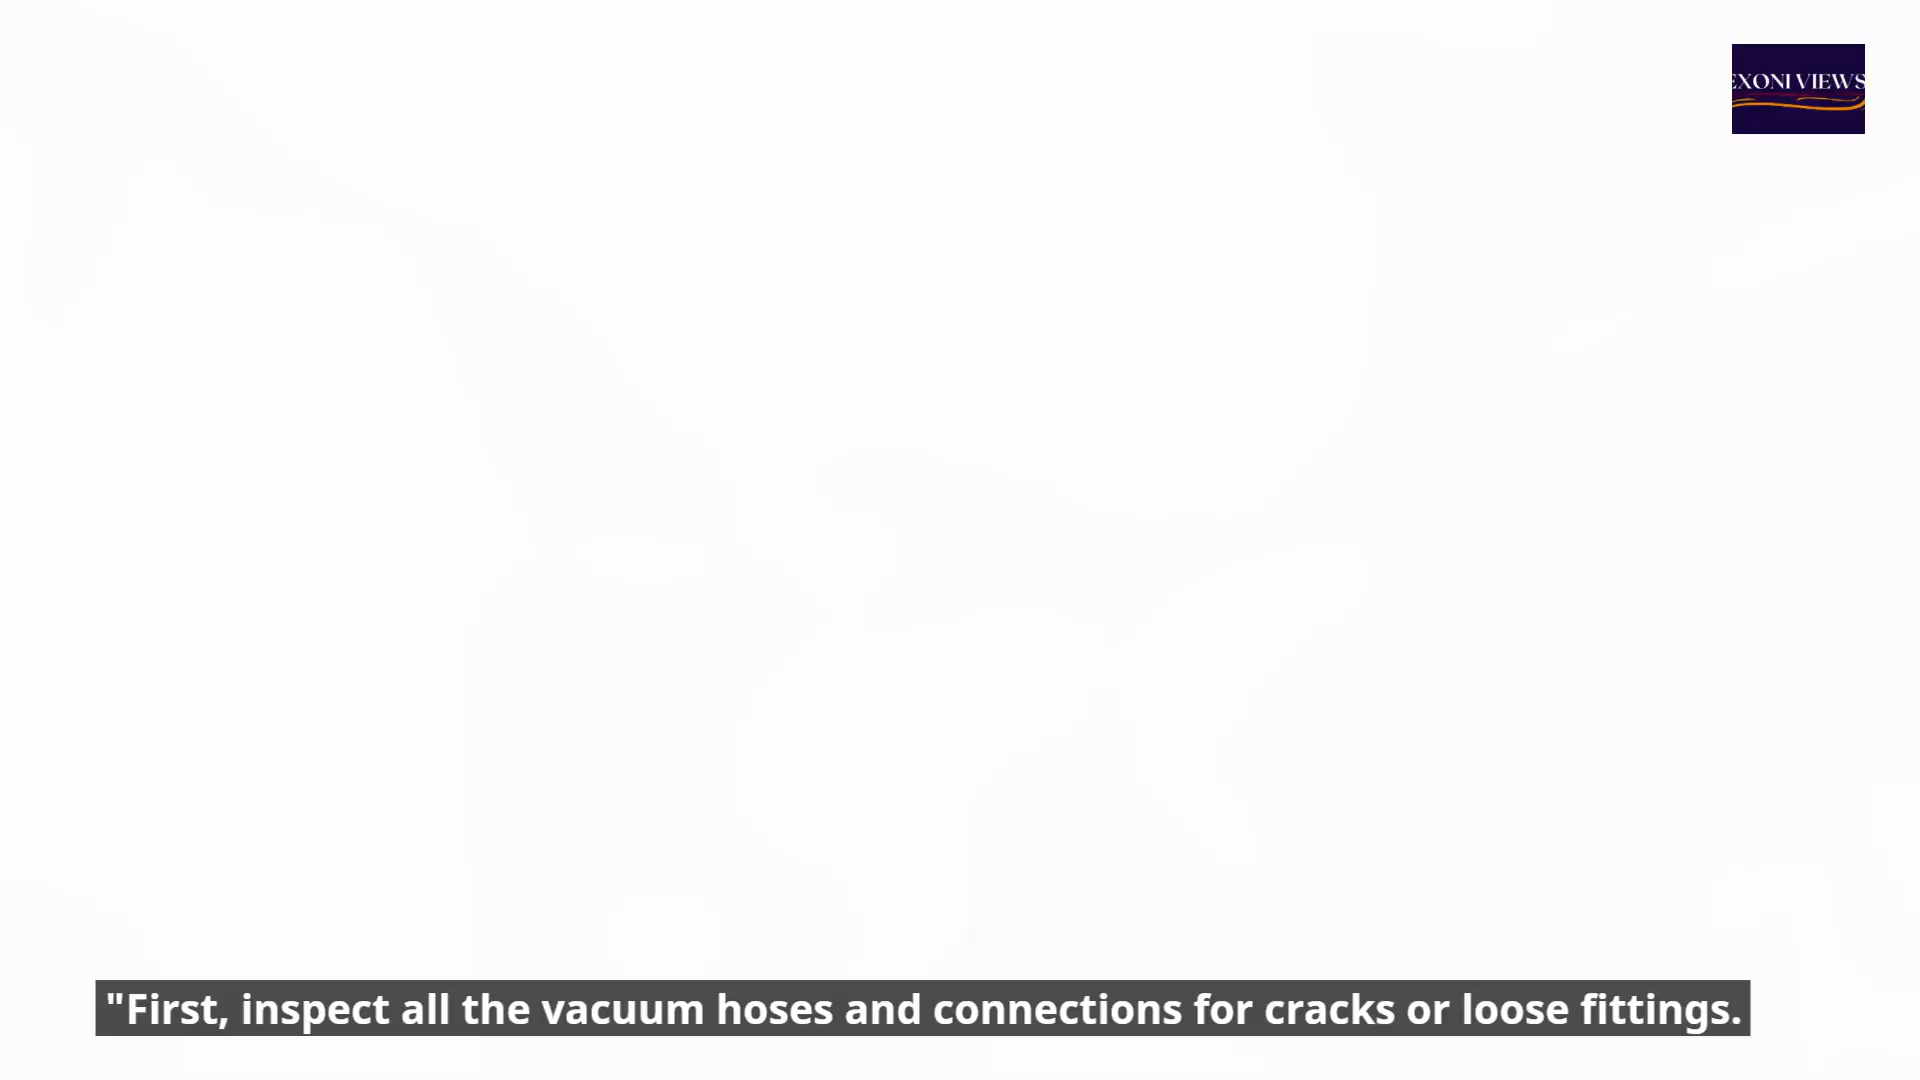 EXONI VIEWS
"First, inspect all the vacuum hoses and connections for cracks or loose fittings.